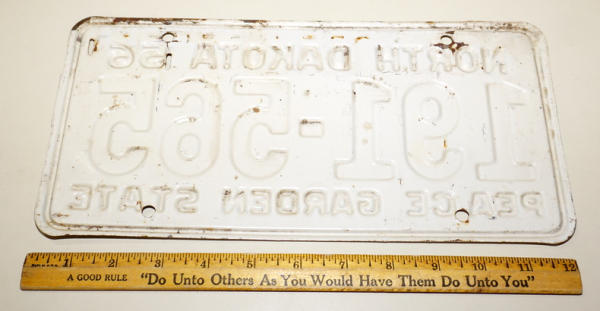 NORTH DAKOTA 56
191-565
PEACE GARDEN STATE
1 2 3 4 5 6 7 8 9 10 11 12
A GOOD RULE "Do Unto Others As You Would Have Them Do Unto You"